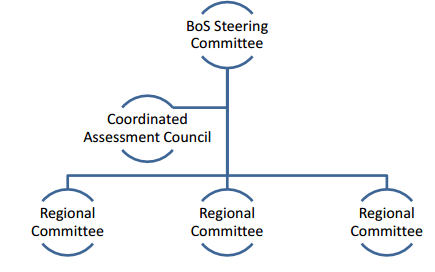 BoS Steering
Committee
Coordinated
Assessment Council
Regional
Committee
Regional
Committee
Regional
Committee